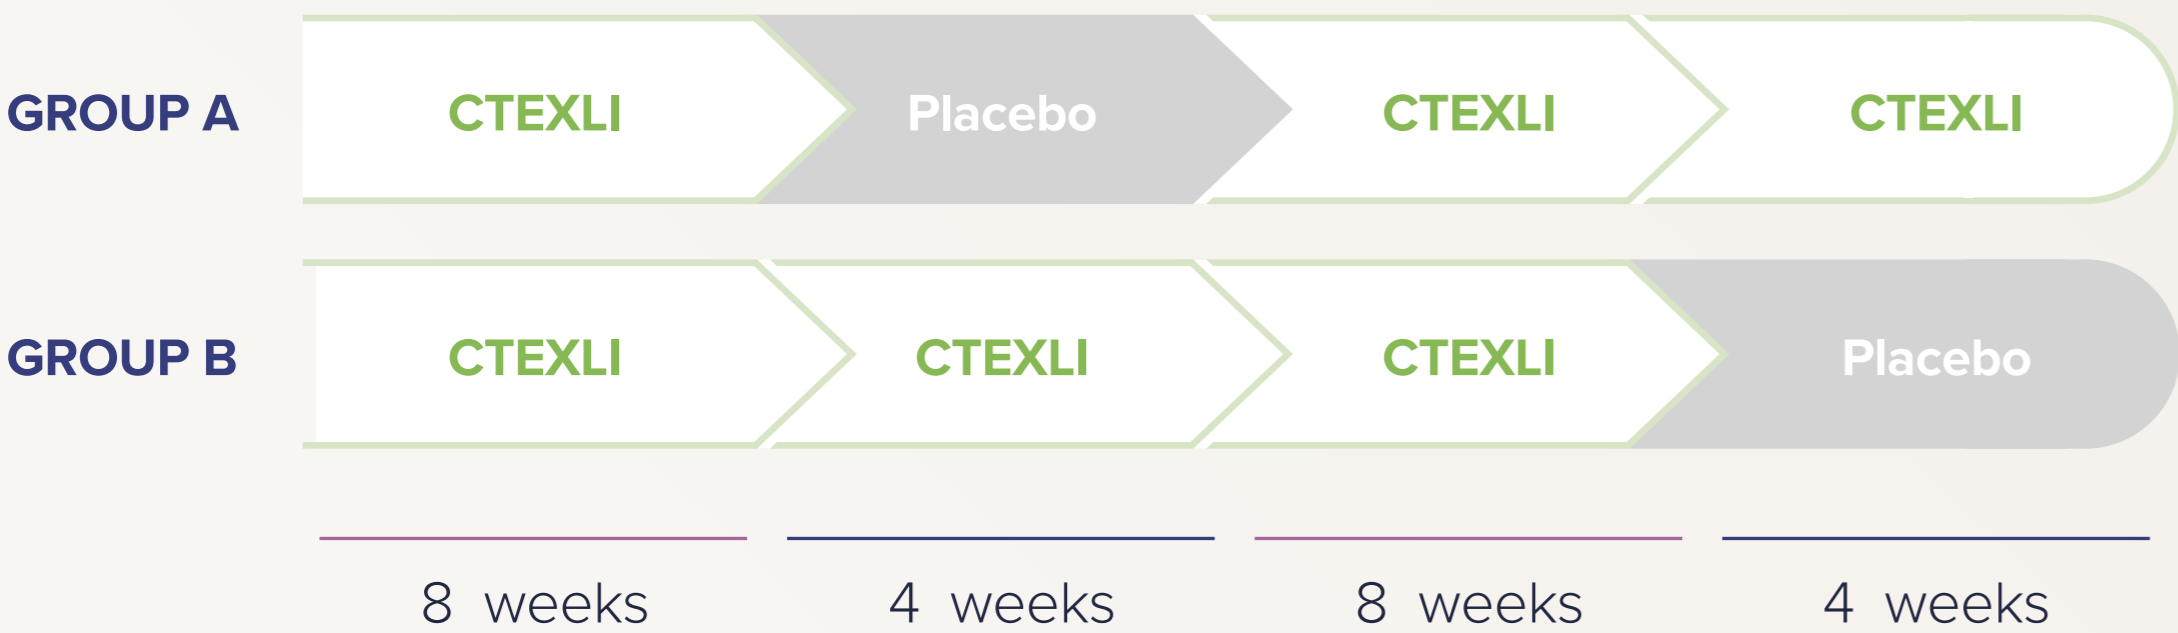 GROUP A CTEXLI Placebo CTEXLI CTEXLI
GROUP B CTEXLI CTEXLI CTEXLI Placebo
8 weeks 4 weeks 8 weeks 4 weeks